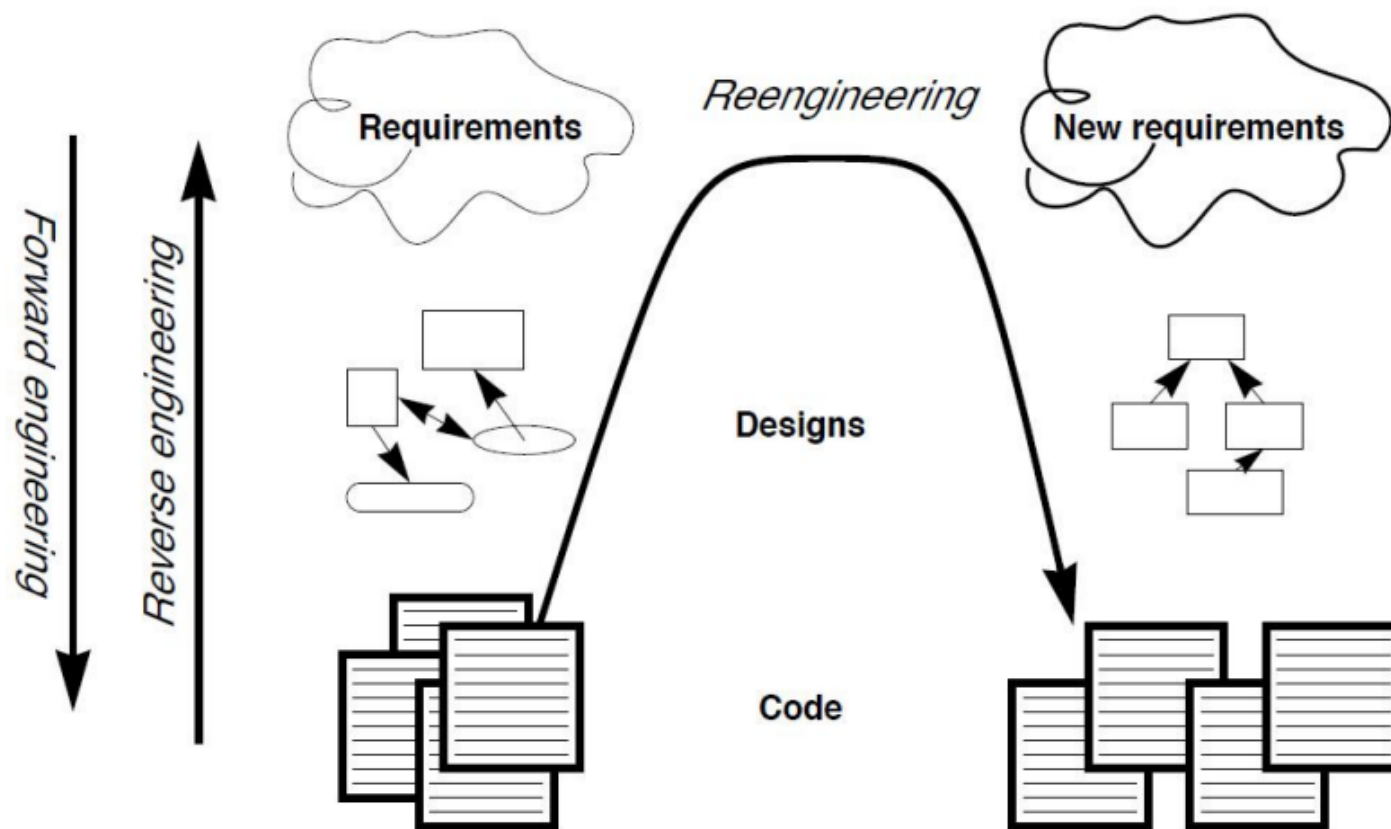 Reengineering
Requirements
New requirements
Forward engineering
Reverse engineering
Designs
Code